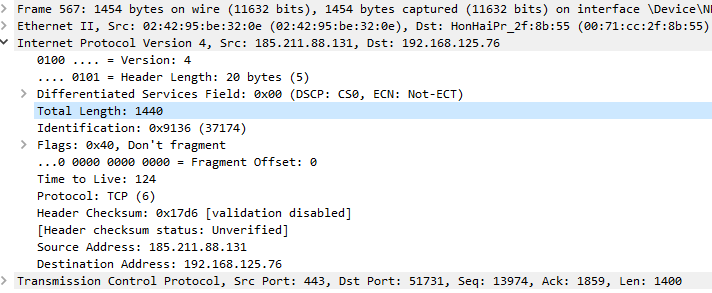 Frame 567: 1454 bytes on wire (11632 bits), 1454 bytes captured (11632 bits) on interface \Device\N
Ethernet II, Src: 02:42:95:be:32:0e (02:42:95:be:32:0e), Dst: HonHaiPr_2f:8b:55 (00:71:cc:2f:8b:55)
Internet Protocol Version 4, Src: 185.211.88.131, Dst: 192.168.125.76
0100 .... = Version: 4
.... 0101 = Header Length: 20 bytes (5)
Differentiated Services Field: 0x00 (DSCP: CS0, ECN: Not-ECT)
Total Length: 1440
Identification: 0x9136 (37174)
Flags: 0x40, Don't fragment
...0 0000 0000 0000 = Fragment Offset: 0
Time to Live: 124
Protocol: TCP (6)
Header Checksum: 0x17d6 [validation disabled]
[Header checksum status: Unverified]
Source Address: 185.211.88.131
Destination Address: 192.168.125.76
Transmission Control Protocol, Src Port: 443, Dst Port: 51731, Seq: 13974, Ack: 1859, Len: 1400